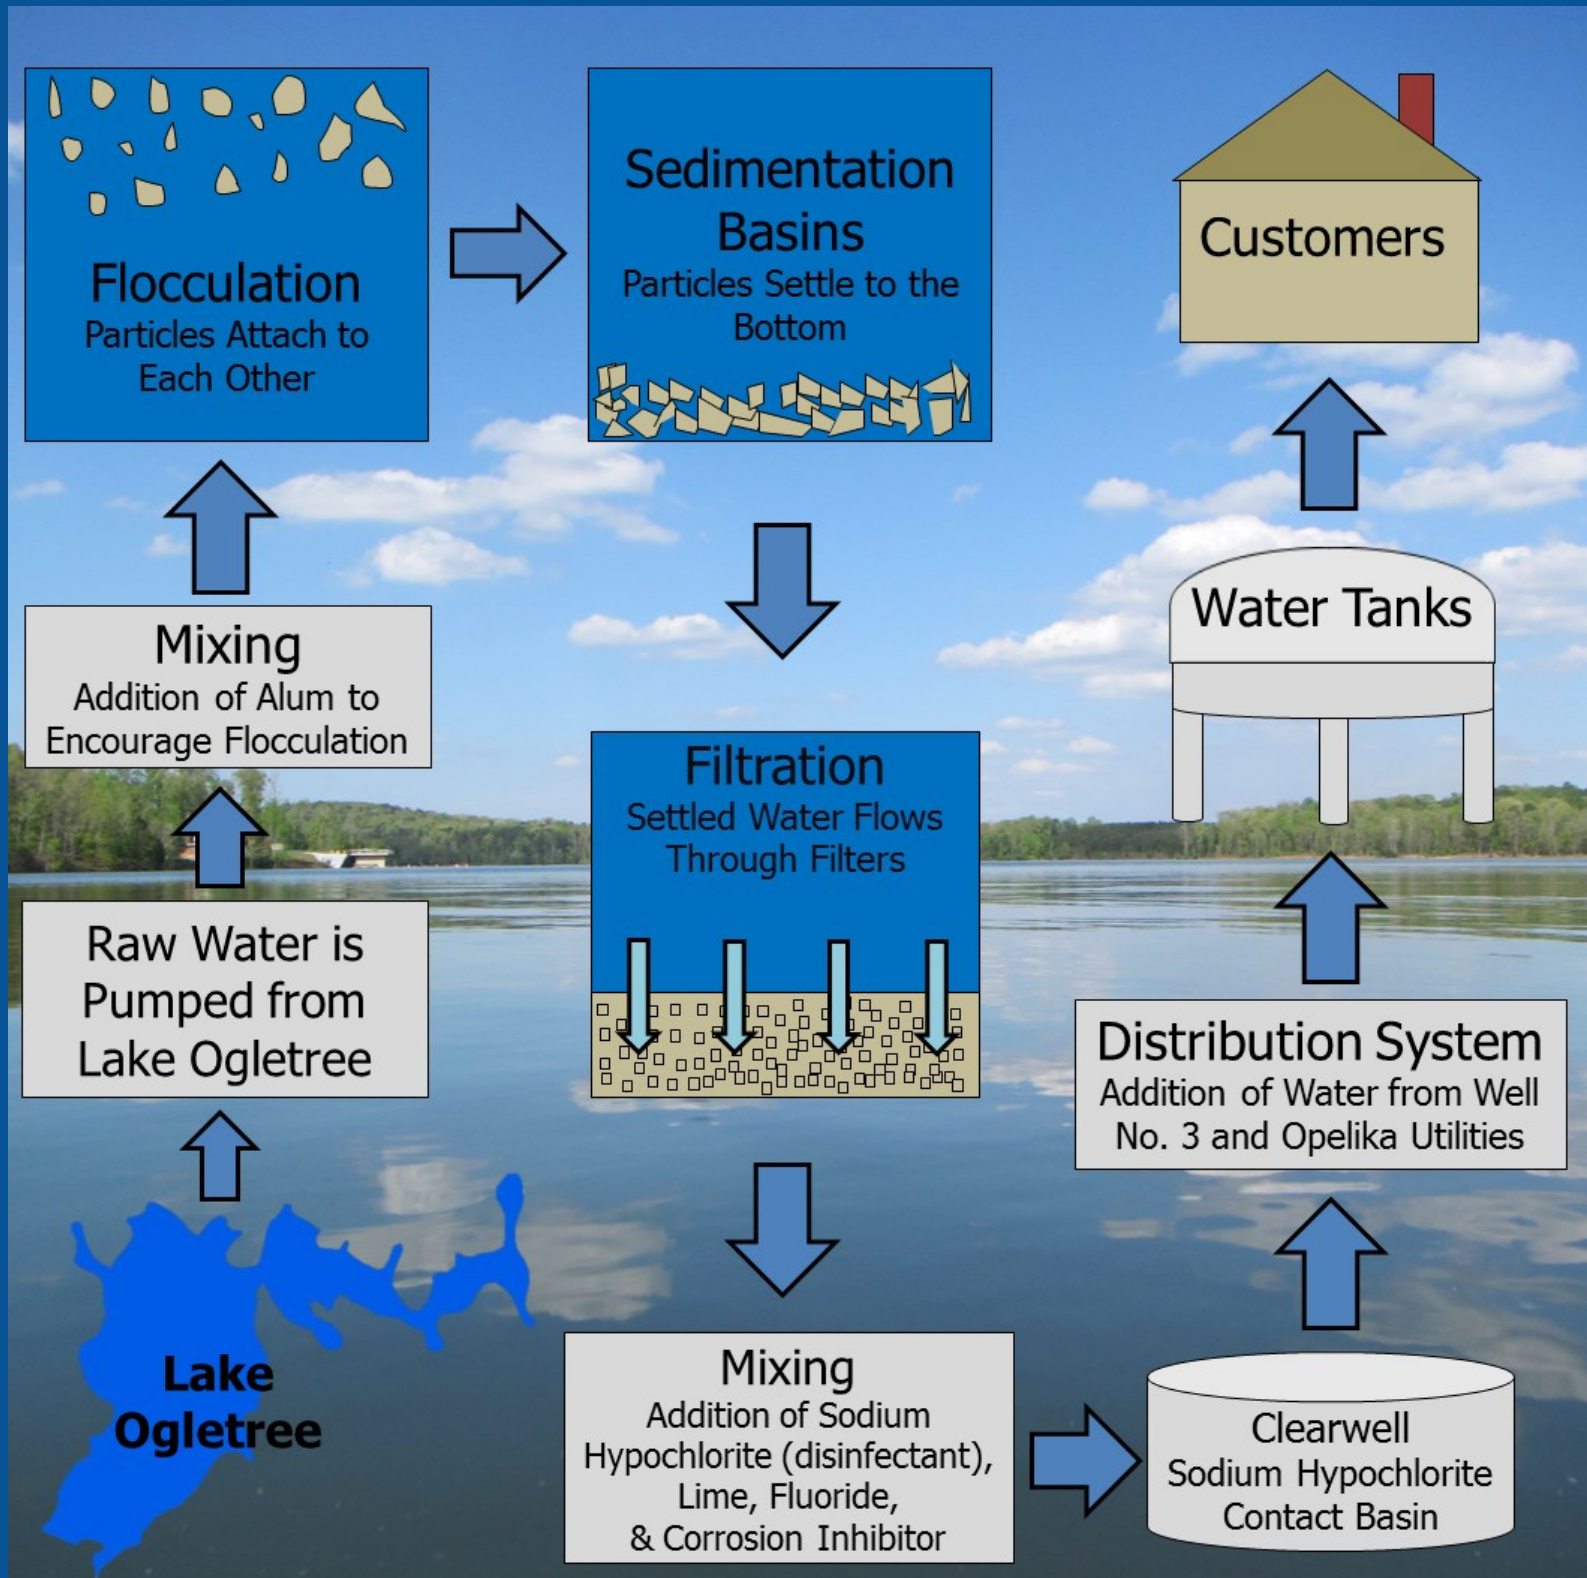 Flocculation
Particles Attach to
Each Other
Sedimentation
Basins
Particles Settle to the
Bottom
Customers
Mixing
Addition of Alum to
Encourage Flocculation
Filtration
Settled Water Flows
Through Filters
Water Tanks
Raw Water is
Pumped from
Lake Ogletree
Distribution System
Addition of Water from Well
No. 3 and Opelika Utilities
Lake
Ogletree
Mixing
Addition of Sodium
Hypochlorite (disinfectant),
Lime, Fluoride,
& Corrosion Inhibitor
Clearwell
Sodium Hypochlorite
Contact Basin